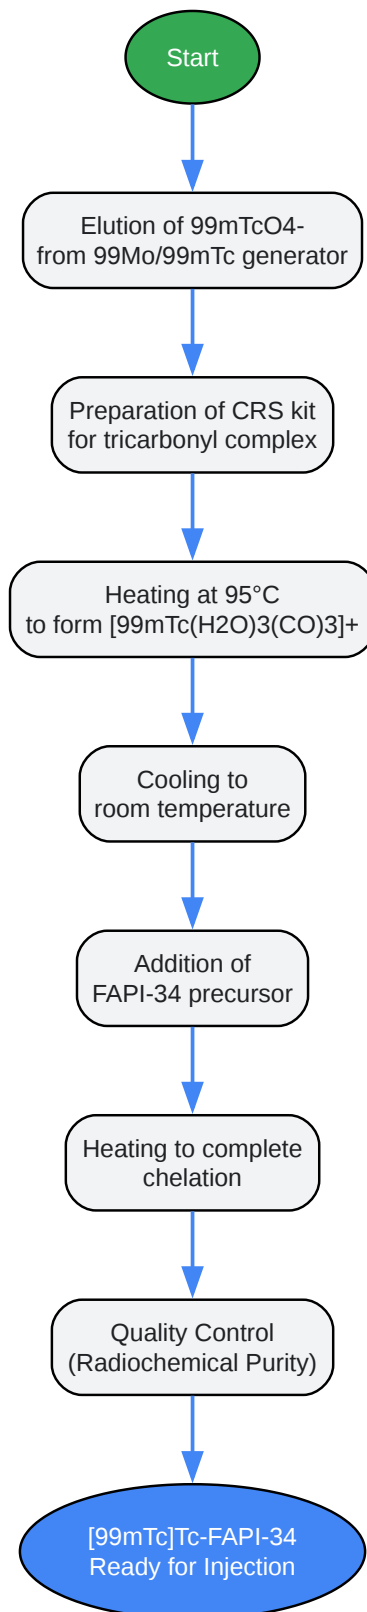 Start
Elution of 99mTcO4-
from 99Mo/99mTc generator
Preparation of CRS kit
for tricarbonyl complex
Heating at 95°C
to form [99mTc(H2O)3(CO)3]+
Cooling to
room temperature
Addition of
FAPI-34 precursor
Heating to complete
chelation
Quality Control
(Radiochemical Purity)
[99mTc]Tc-FAPI-34
Ready for Injection